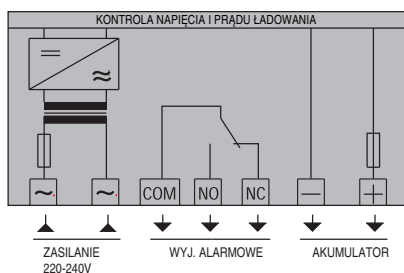 KONTROLA NAPIĘCIA I PRĄDU ŁADOWANIA
COM NO NC
ZASILANIE
220-240V
WYJ. ALARMOWE
AKUMULATOR